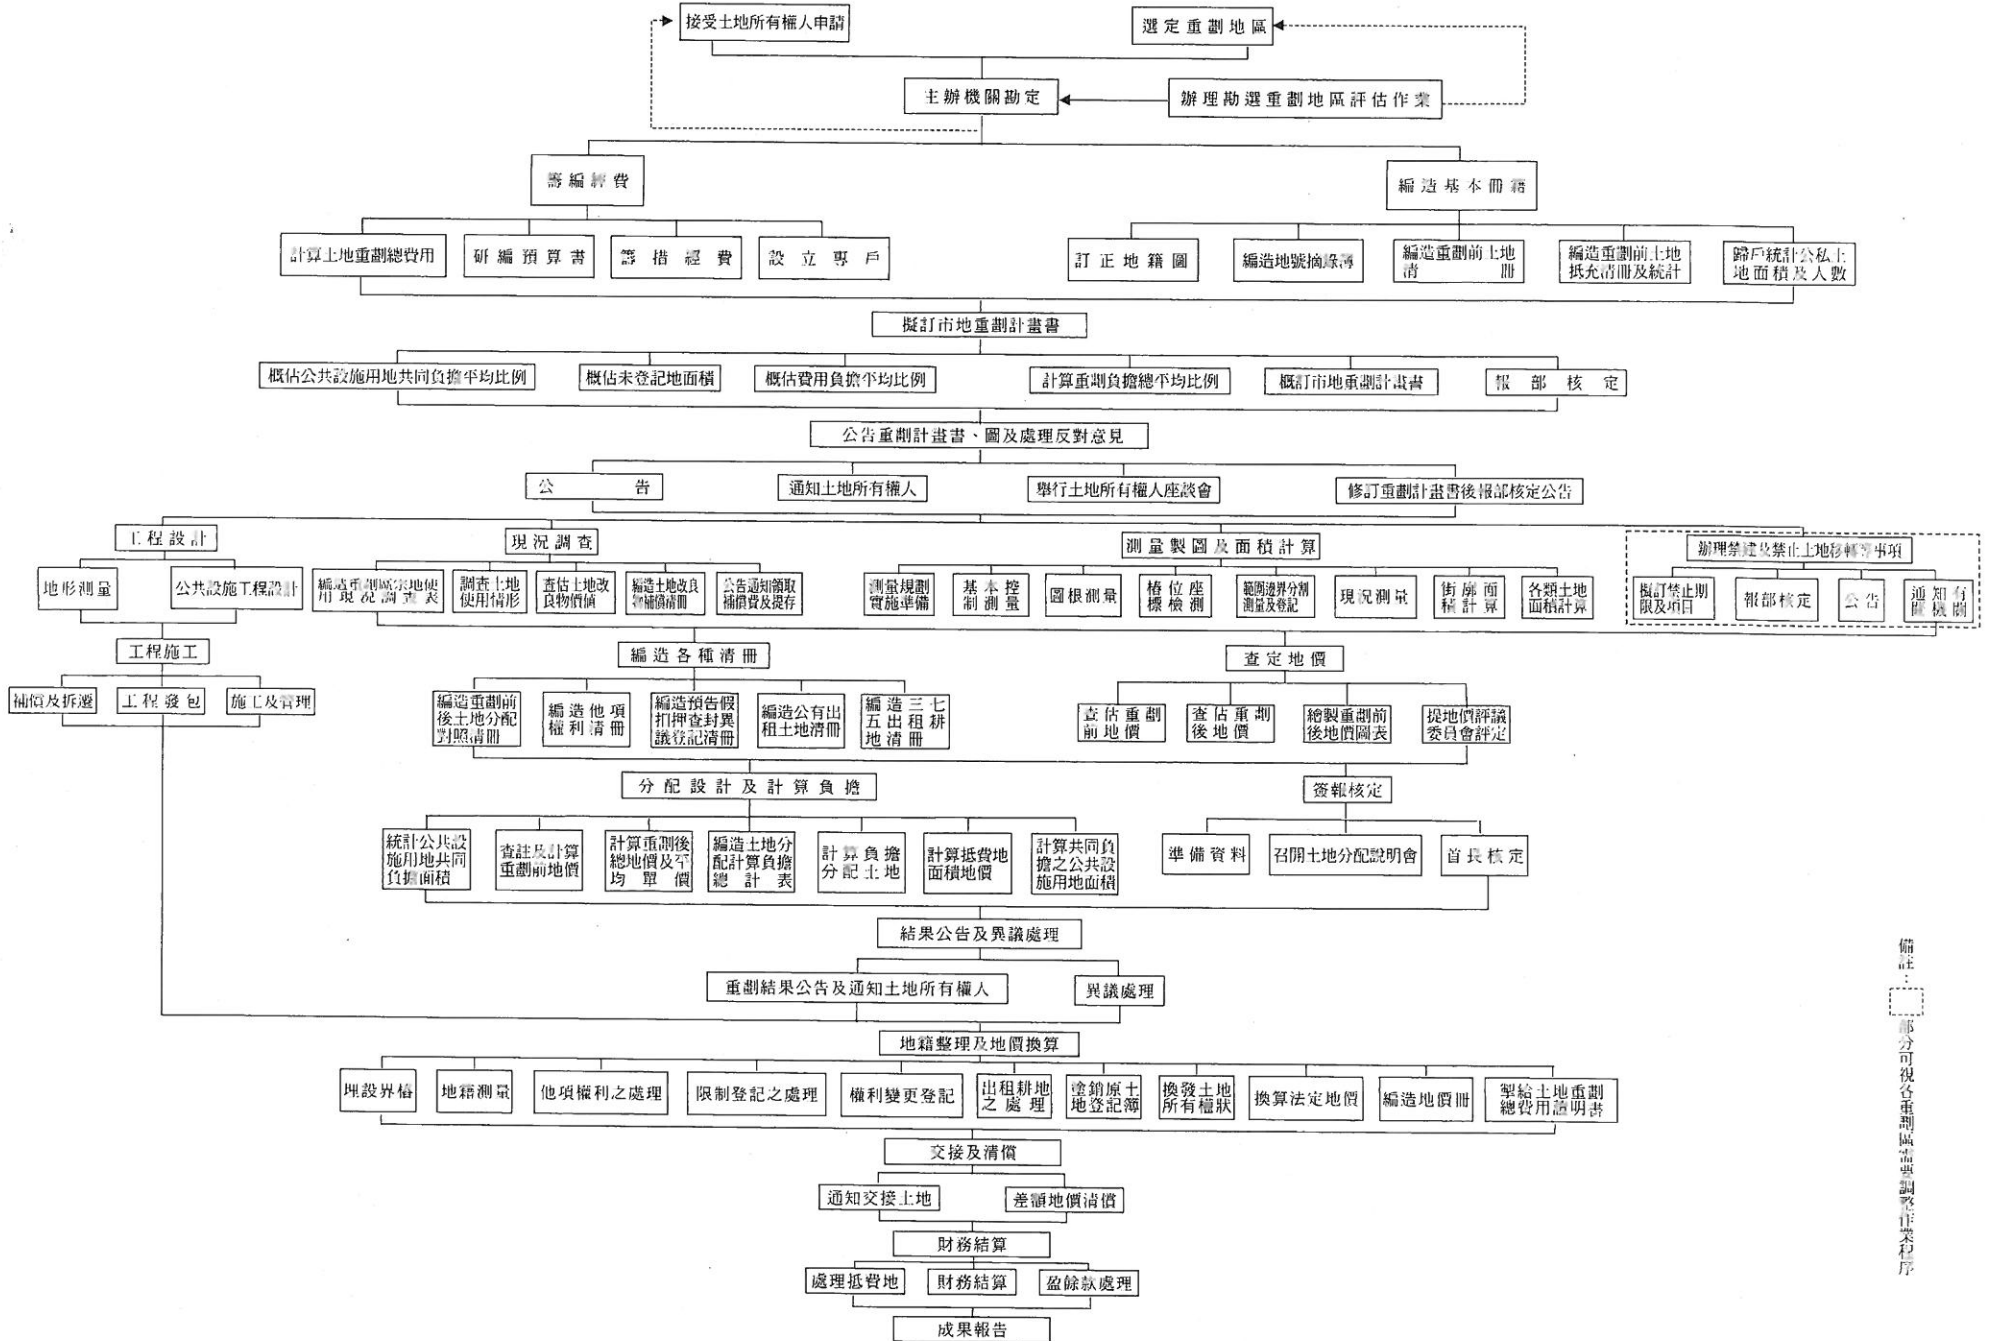 接受土地所有權人申請
選定重劃地區
主辦機關勘定
辦理勘選重劃地區評估作業
籌編經費
編造基本冊籍
計算土地重劃總費用
研編預算書
籌措經費
設立專戶
訂正地籍圖
編造地號摘錄簿
編造重劃前土地
清冊
編造重劃前土地
抵充清冊及統計
歸戶統計公私土
地面積及人數
擬訂市地重劃計畫書
概估公共設施用地共同負擔平均比例
概估未登記地面積
概估費用負擔平均比例
計算重劃負擔總平均比例
概訂市地重劃計畫書
報部核定
公告重劃計畫書、圖及處理反對意見
公告
通知土地所有權人
舉行土地所有權人座談會
修訂重劃計畫書後報部核定公告
工程設計
現況調查
測量製圖及面積計算
辦理禁建及禁止土地移轉等事項
地形測量
公共設施工程設計
編造重劃區宗地使
用現況調查表
調查土地
使用情形
查估土地改
良物價值
編造土地改良
物補償清冊
公告通知領取
補償費及提存
測量規劃
實施準備
基本控
制測量
圖根測量
樁位座
標檢測
範圍邊界分割
測量及登記
現況測量
街廓面
積計算
各類土地
面積計算
擬訂禁止期
限及項目
報部核定
公告
通知有
關機關
工程施工
編造各種清冊
查定地價
補償及拆遷
工程發包
施工及管理
編造重劃前
後土地分配
對照清冊
編造他項
權利清冊
編造預告假
扣押查封異
議登記清冊
編造公有出
租土地清冊
編造三七
五出租耕
地清冊
查估重劃
前地價
查估重劃
後地價
繪製重劃前
後地價圖表
提地價評議
委員會評定
分配設計及計算負擔
簽報核定
統計公共設
施用地共同
負擔面積
查註及計算
重劃前地價
計算重劃後
總地價及平
均單價
編造土地分
配計算負擔
總計表
計算負擔
分配土地
計算抵費地
面積地價
計算共同負
擔之公共設
施用地面積
準備資料
召開土地分配說明會
首長核定
結果公告及異議處理
重劃結果公告及通知土地所有權人
異議處理
地籍整理及地價換算
埋設界樁
地籍測量
他項權利之處理
限制登記之處理
權利變更登記
出租耕地
之處理
塗銷原土
地登記簿
換發土地
所有權狀
換算法定地價
編造地價冊
掣給土地重劃
總費用證明書
交接及清償
通知交接土地
差額地價清償
財務結算
處理抵費地
財務結算
盈餘款處理
成果報告
備註：部分可視各重劃區需要調整作業程序